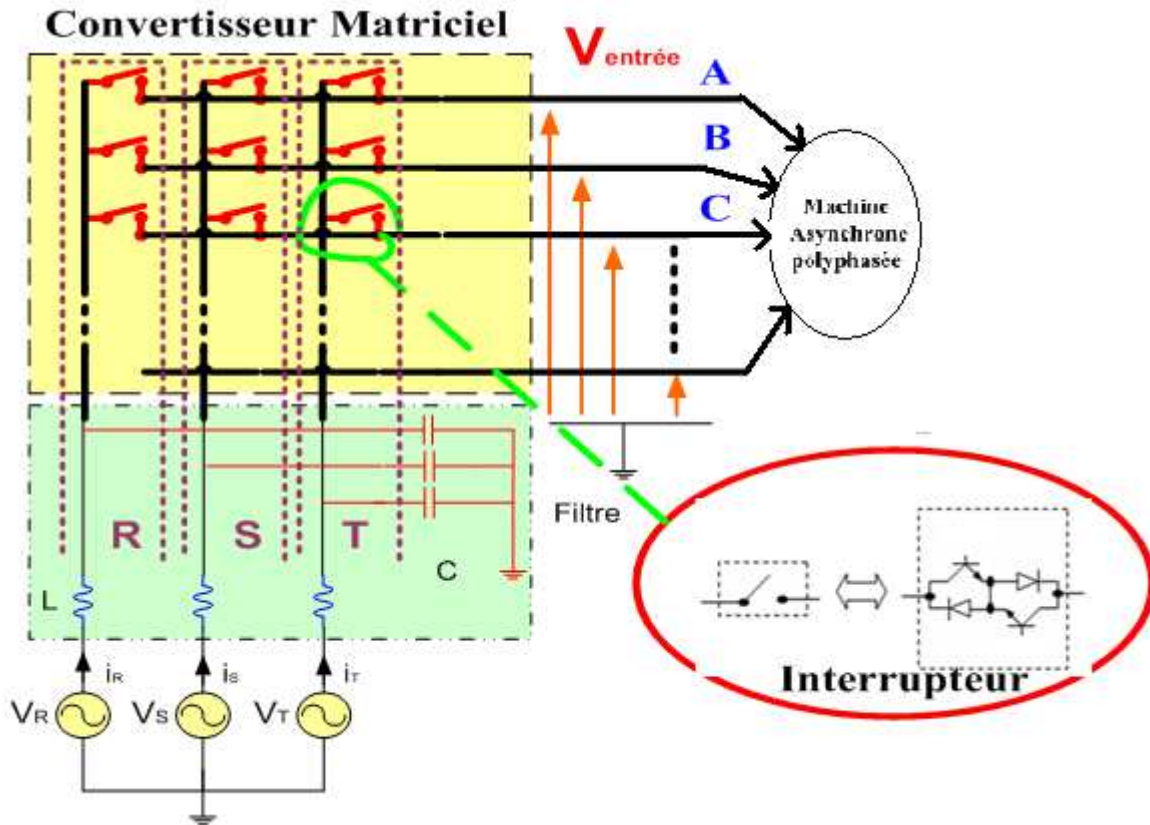 Convertisseur Matriciel
Ventrée
A
B
C
Machine
Asynchrone
polyphasée
R
S
T
Filtre
C
L
iR
iS
iT
VR
VS
VT
Interrupteur